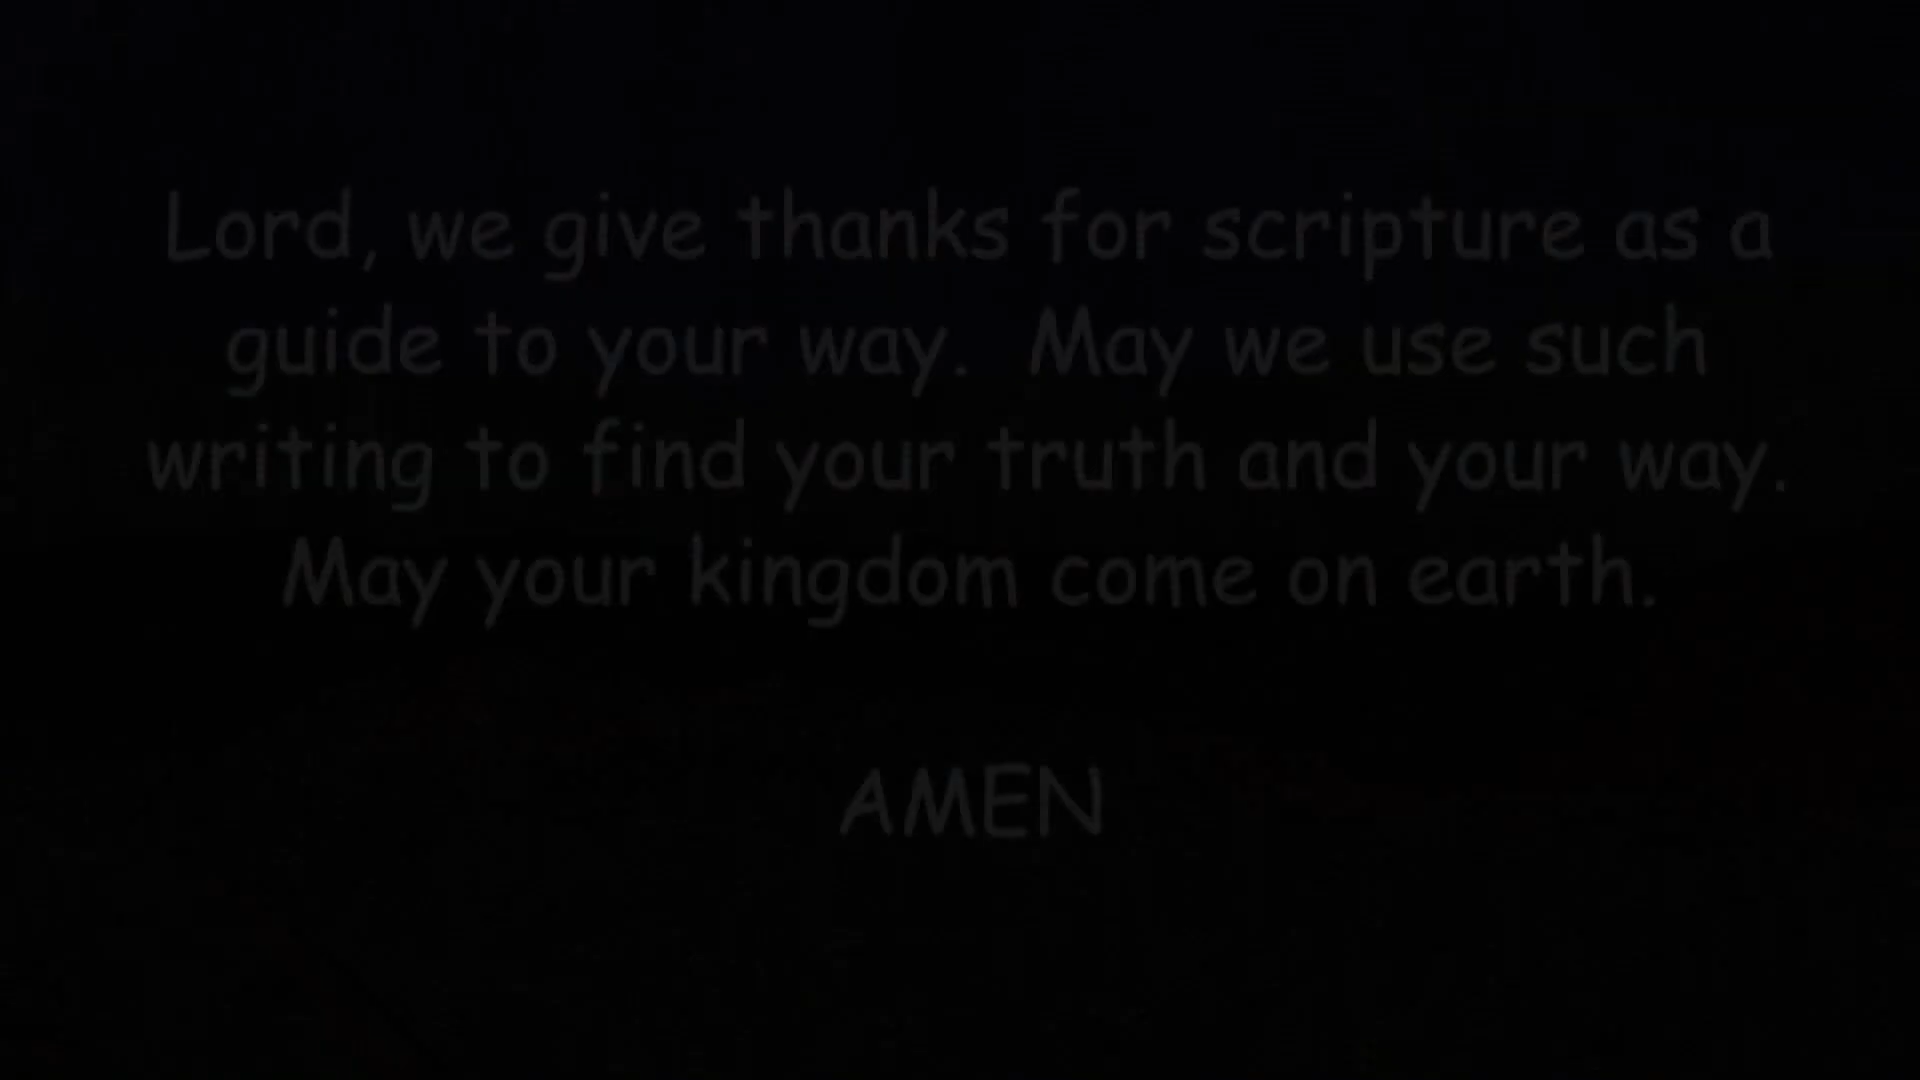 Lord, we give thanks for scripture as a
guide to your way.  May we use such
writing to find your truth and your way.
May your kingdom come on earth.
AMEN